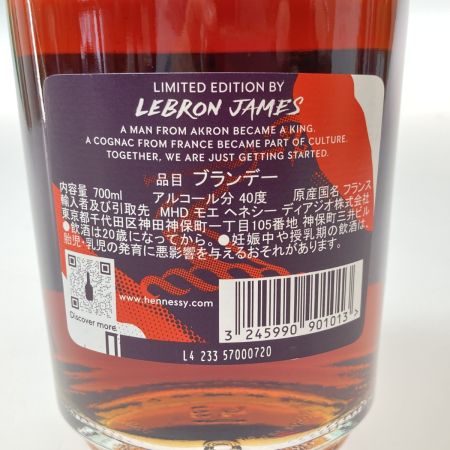 LIMITED EDITION BY
LEBRON JAMES
A MAN FROM AKRON BECAME A KING.
A COGNAC FROM FRANCE BECAME PART OF CULTURE.
TOGETHER, WE ARE JUST GETTING STARTED.
品目 ブランデー
内容量 700ml アルコール分 40度 原産国名 フランス
輸入者及び引取先 MHD モエ ヘネシー ディアジオ株式会社
東京都千代田区神田神保町一丁目105番地 神保町三井ビル
●飲酒は20歳になってから。●妊娠中や授乳期の飲酒は、
胎児・乳児の発育に悪影響を与えるおそれがあります。
www.hennessy.com
Discover more
3 245990 901013 >
L4 233 57000720